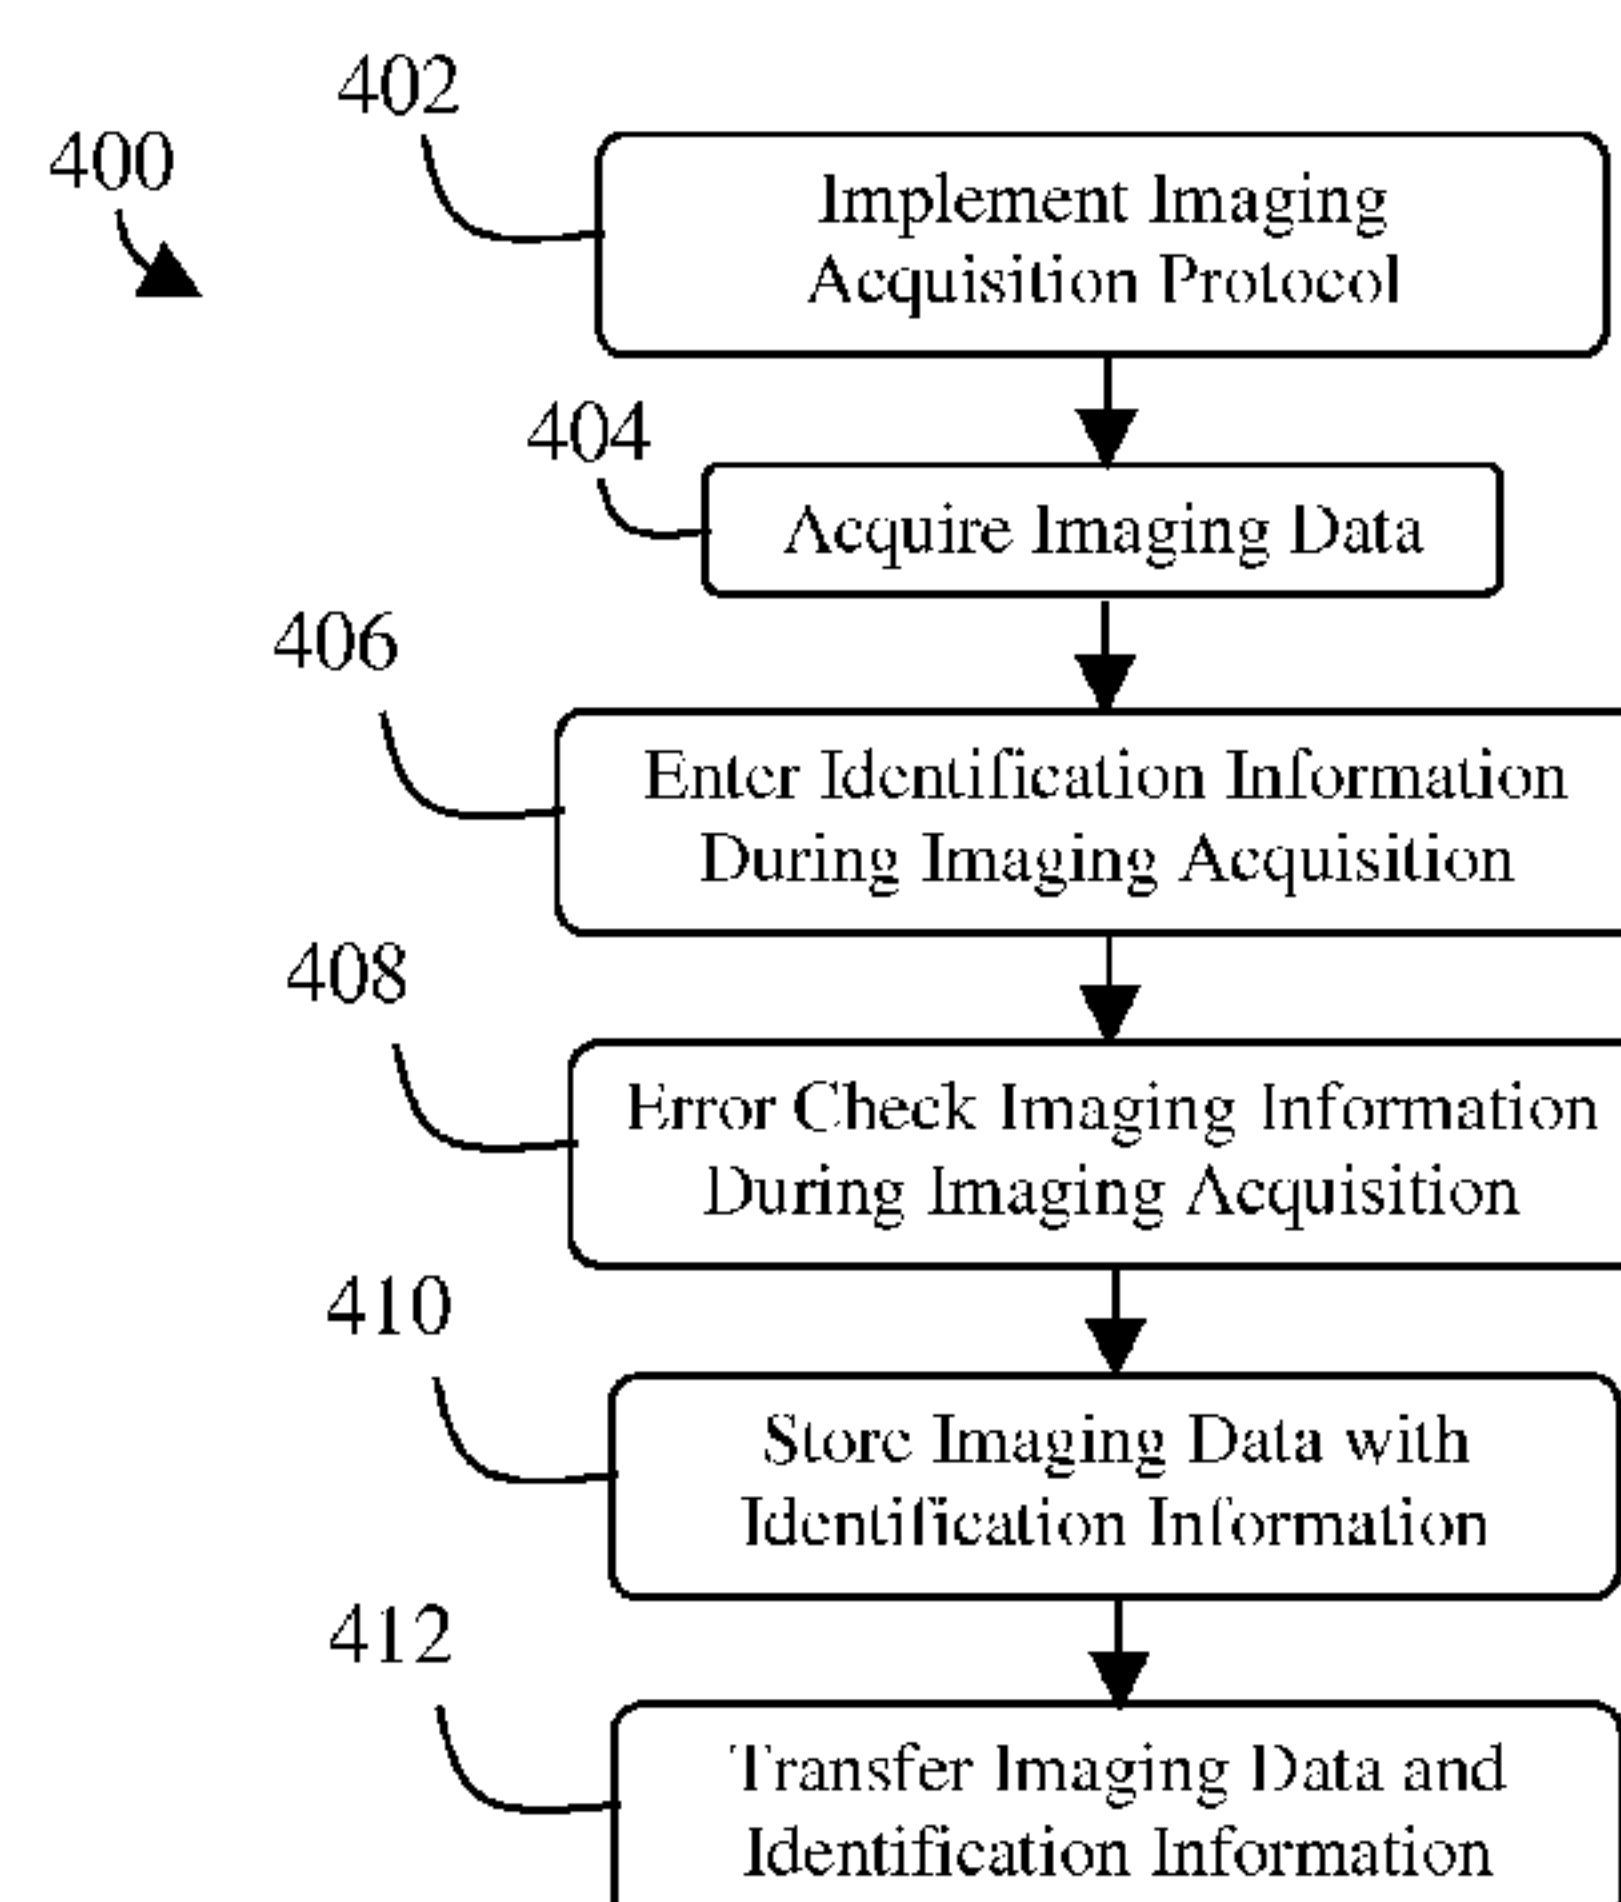 402
400
Implement Imaging
Acquisition Protocol
404
Acquire Imaging Data
406
Enter Identification Information
During Imaging Acquisition
408
Error Check Imaging Information
During Imaging Acquisition
410
Store Imaging Data with
Identification Information
412
Transfer Imaging Data and
Identification Information